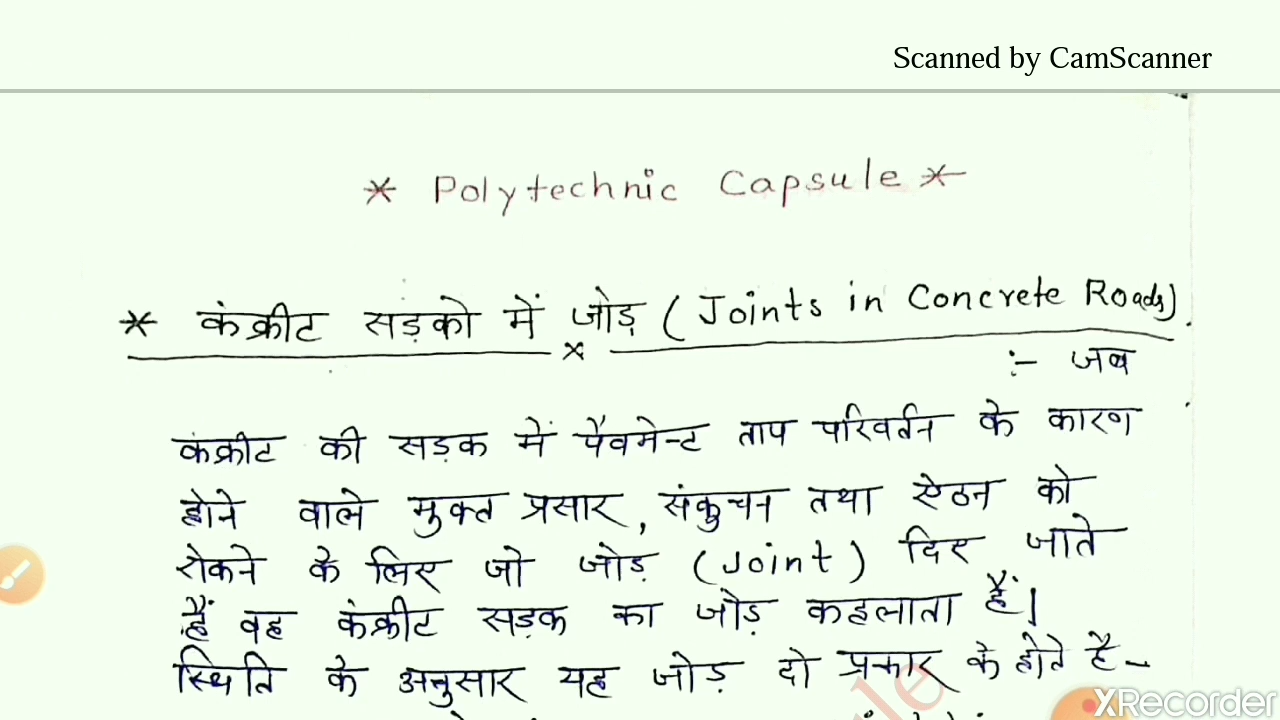 Scanned by CamScanner
* Polytechnic Capsule *
* कंक्रीट सड़को में जोड़ (Joints in Concrete Roads)
:- जब
कंक्रीट की सड़क में पैवमेन्ट ताप परिवर्तन के कारण
होने वाले मुक्त प्रसार, संकुचन तथा ऐठन को
रोकने के लिए जो जोड़ (Joint) दिए जाते
हैं वह कंक्रीट सड़क का जोड़ कहलाता हैं।
स्थिति के अनुसार यह जोड़ दो प्रकार के होते है -
XRecorder